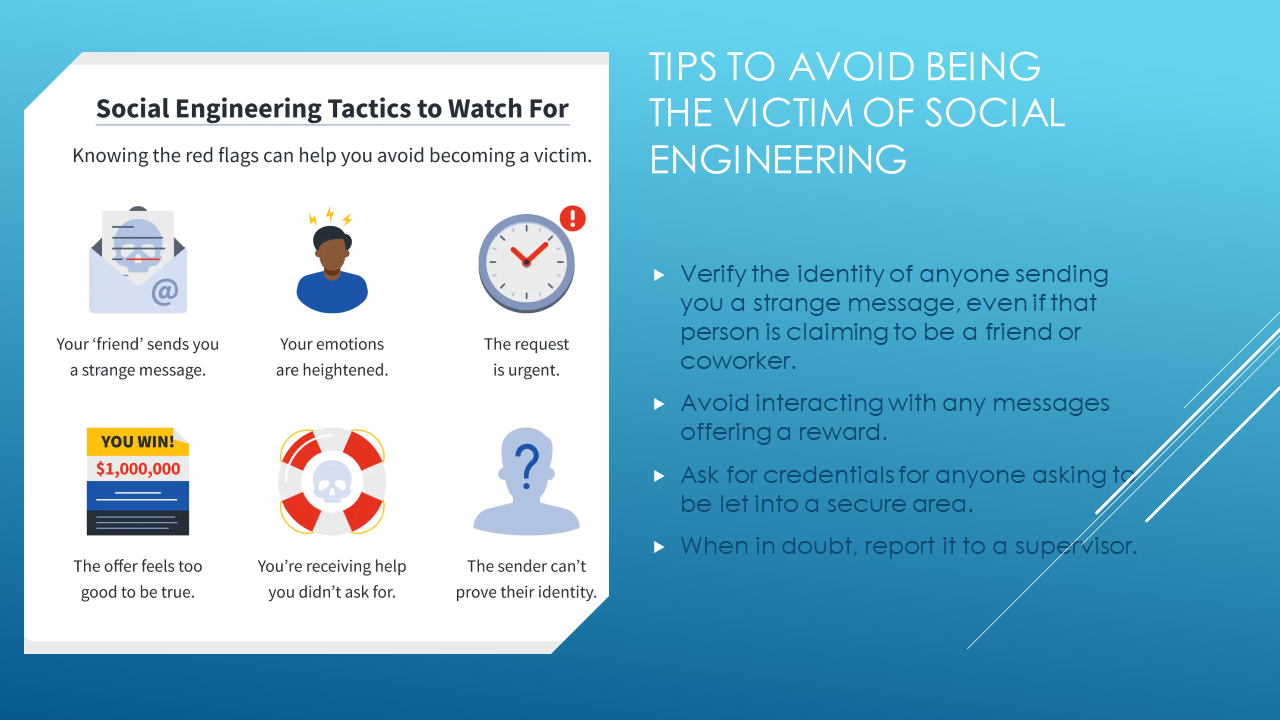 Social Engineering Tactics to Watch For
Knowing the red flags can help you avoid becoming a victim.
@
Your ‘friend’ sends you
a strange message.
Your emotions
are heightened.
!
The request
is urgent.
YOU WIN!
$1,000,000
The offer feels too
good to be true.
You’re receiving help
you didn’t ask for.
?
The sender can’t
prove their identity.
TIPS TO AVOID BEING
THE VICTIM OF SOCIAL
ENGINEERING
Verify the identity of anyone sending
you a strange message, even if that
person is claiming to be a friend or
coworker.
Avoid interacting with any messages
offering a reward.
Ask for credentials for anyone asking to
be let into a secure area.
When in doubt, report it to a supervisor.